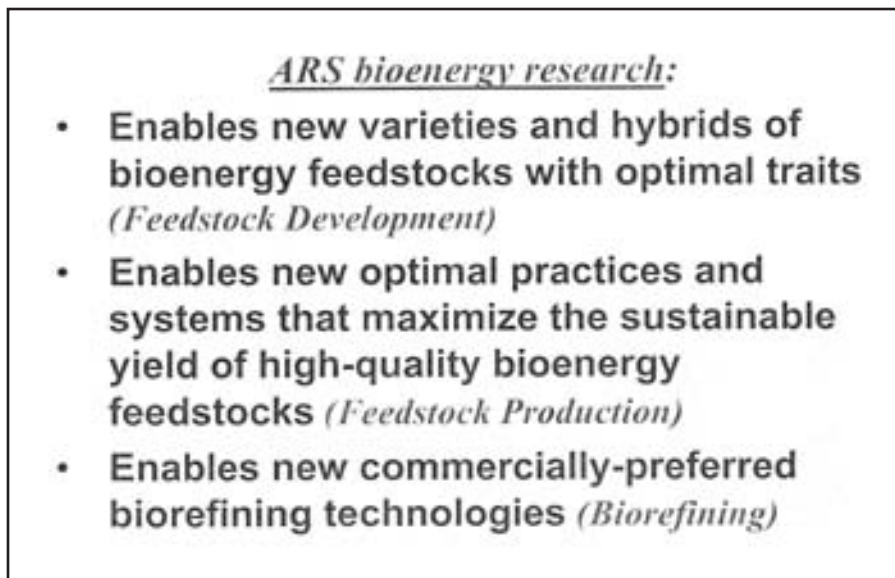 ARS bioenergy research:
• Enables new varieties and hybrids of
bioenergy feedstocks with optimal traits
(Feedstock Development)
• Enables new optimal practices and
systems that maximize the sustainable
yield of high-quality bioenergy
feedstocks (Feedstock Production)
• Enables new commercially-preferred
biorefining technologies (Biorefining)